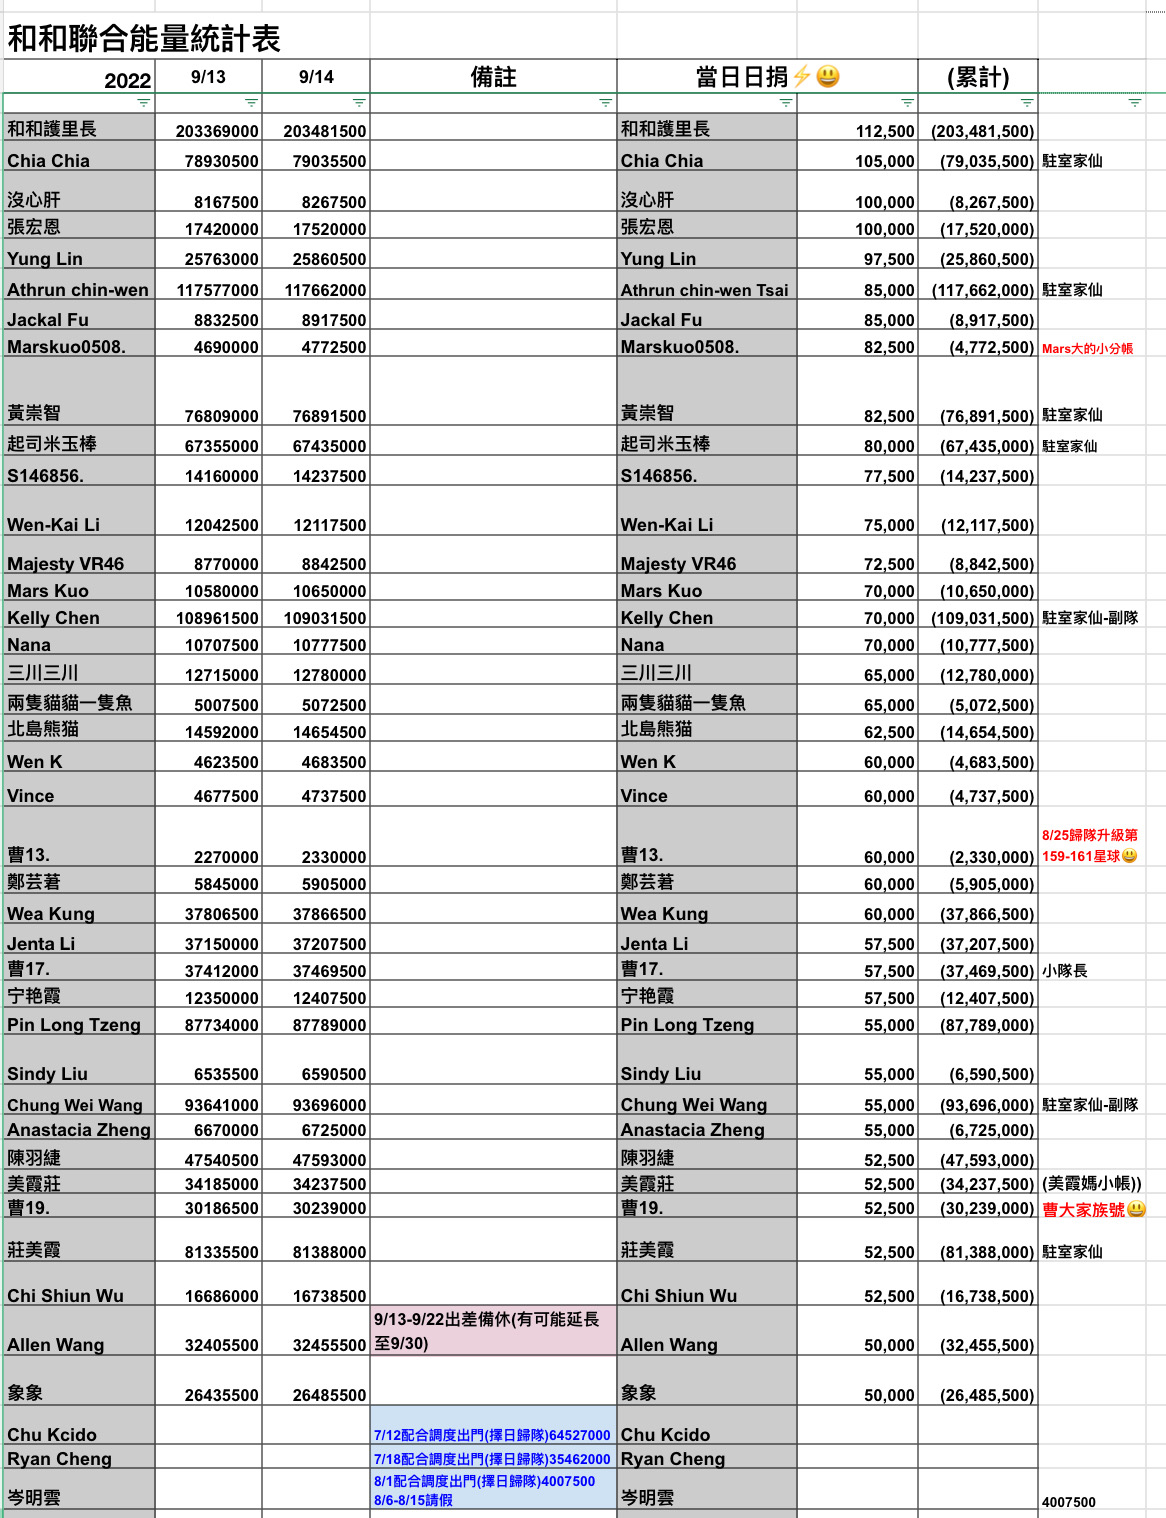 和和聯合能量統計表
2022 9/13 9/14 備註 當日日捐⚡😃 (累計)
和和護里長 203369000 203481500 和和護里長 112,500 (203,481,500)
Chia Chia 78930500 79035500 Chia Chia 105,000 (79,035,500) 駐室家仙
沒心肝 8167500 8267500 沒心肝 100,000 (8,267,500)
張宏恩 17420000 17520000 張宏恩 100,000 (17,520,000)
Yung Lin 25763000 25860500 Yung Lin 97,500 (25,860,500)
Athrun chin-wen 117577000 117662000 Athrun chin-wen Tsai 85,000 (117,662,000) 駐室家仙
Jackal Fu 8832500 8917500 Jackal Fu 85,000 (8,917,500)
Marskuo0508. 4690000 4772500 Marskuo0508. 82,500 (4,772,500) Mars大的小分帳
黃崇智 76809000 76891500 黃崇智 82,500 (76,891,500) 駐室家仙
起司米玉棒 67355000 67435000 起司米玉棒 80,000 (67,435,000) 駐室家仙
S146856. 14160000 14237500 S146856. 77,500 (14,237,500)
Wen-Kai Li 12042500 12117500 Wen-Kai Li 75,000 (12,117,500)
Majesty VR46 8770000 8842500 Majesty VR46 72,500 (8,842,500)
Mars Kuo 10580000 10650000 Mars Kuo 70,000 (10,650,000)
Kelly Chen 108961500 109031500 Kelly Chen 70,000 (109,031,500) 駐室家仙-副隊
Nana 10707500 10777500 Nana 70,000 (10,777,500)
三川三川 12715000 12780000 三川三川 65,000 (12,780,000)
兩隻貓貓一隻魚 5007500 5072500 兩隻貓貓一隻魚 65,000 (5,072,500)
北島熊猫 14592000 14654500 北島熊猫 62,500 (14,654,500)
Wen K 4623500 4683500 Wen K 60,000 (4,683,500)
Vince 4677500 4737500 Vince 60,000 (4,737,500)
曹13. 2270000 2330000 曹13. 60,000 (2,330,000) 8/25歸隊升級第
159-161星球😃
鄭芸莙 5845000 5905000 鄭芸莙 60,000 (5,905,000)
Wea Kung 37806500 37866500 Wea Kung 60,000 (37,866,500)
Jenta Li 37150000 37207500 Jenta Li 57,500 (37,207,500)
曹17. 37412000 37469500 曹17. 57,500 (37,469,500) 小隊長
宁艳霞 12350000 12407500 宁艳霞 57,500 (12,407,500)
Pin Long Tzeng 87734000 87789000 Pin Long Tzeng 55,000 (87,789,000)
Sindy Liu 6535500 6590500 Sindy Liu 55,000 (6,590,500)
Chung Wei Wang 93641000 93696000 Chung Wei Wang 55,000 (93,696,000) 駐室家仙-副隊
Anastacia Zheng 6670000 6725000 Anastacia Zheng 55,000 (6,725,000)
陳羽緁 47540500 47593000 陳羽緁 52,500 (47,593,000)
美霞莊 34185000 34237500 美霞莊 52,500 (34,237,500) (美霞媽小帳))
曹19. 30186500 30239000 曹19. 52,500 (30,239,000) 曹大家族號😃
莊美霞 81335500 81388000 莊美霞 52,500 (81,388,000) 駐室家仙
Chi Shiun Wu 16686000 16738500 Chi Shiun Wu 52,500 (16,738,500)
9/13-9/22出差備休(有可能延長
至9/30)
Allen Wang 32405500 32455500 Allen Wang 50,000 (32,455,500)
象象 26435500 26485500 象象 50,000 (26,485,500)
Chu Kcido 7/12配合調度出門(擇日歸隊)64527000 Chu Kcido
Ryan Cheng 7/18配合調度出門(擇日歸隊)35462000 Ryan Cheng
8/1配合調度出門(擇日歸隊)4007500
岑明雲 8/6-8/15請假 岑明雲 4007500